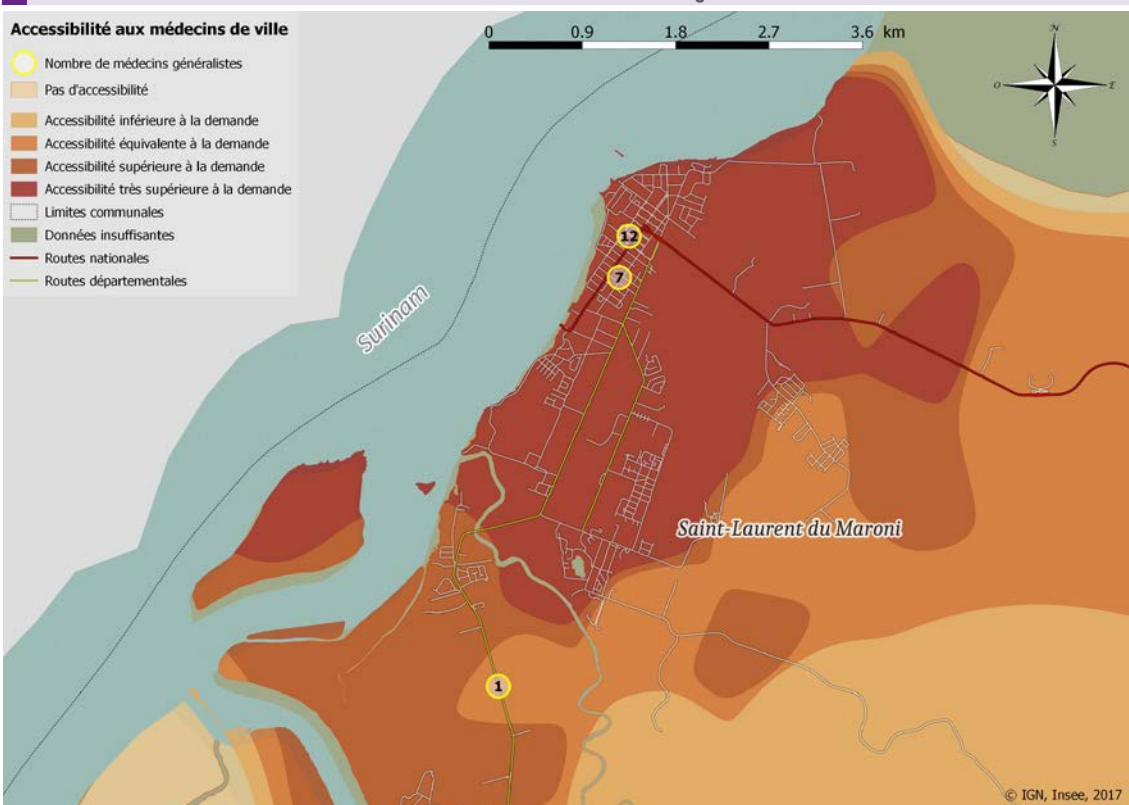 Accessibilité aux médecins de ville
Nombre de médecins généralistes
Pas d'accessibilité
Accessibilité inférieure à la demande
Accessibilité équivalente à la demande
Accessibilité supérieure à la demande
Accessibilité très supérieure à la demande
Limites communales
Données insuffisantes
Routes nationales
Routes départementales
0 0.9 1.8 2.7 3.6 km
N
O E
S
12
7
Surinam
Saint-Laurent du Maroni
1
© IGN, Insee, 2017